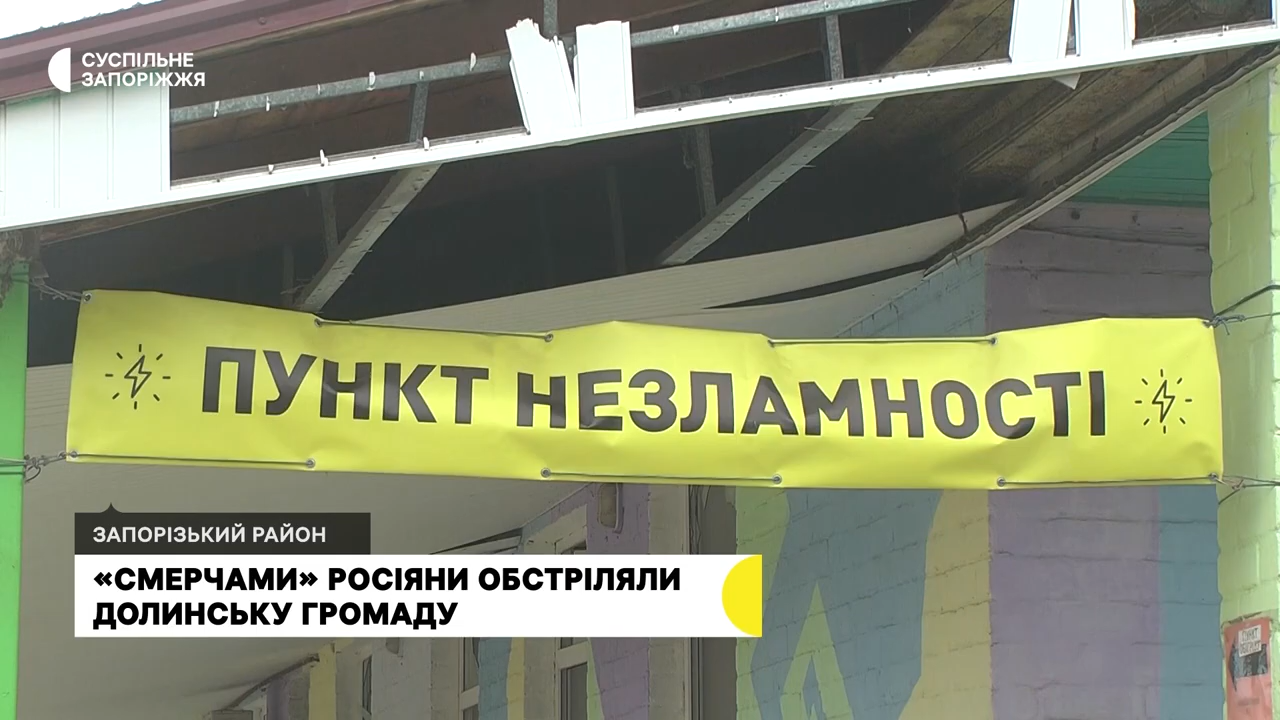 СУСПІЛЬНЕ
ЗАПОРІЖЖЯ
ПУНКТ НЕЗЛАМНОСТІ
ЗАПОРІЗЬКИЙ РАЙОН
«СМЕРЧАМИ» РОСІЯНИ ОБСТРІЛЯЛИ
ДОЛИНСЬКУ ГРОМАДУ